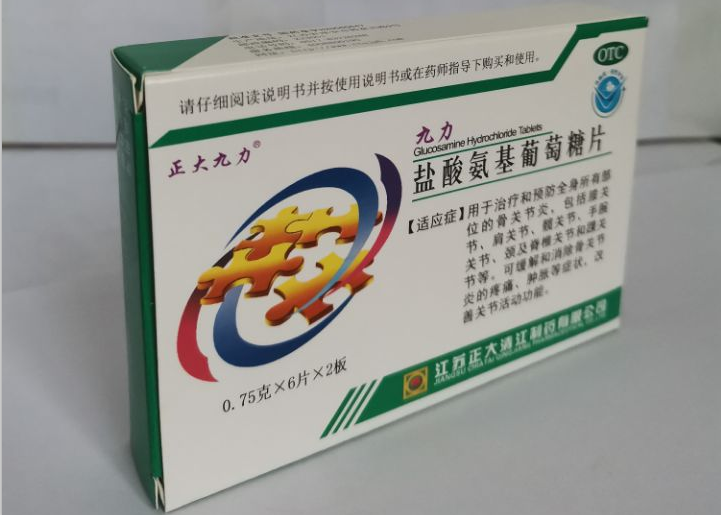 请仔细阅读说明书并按使用说明书或在药师指导下购买和使用。
OTC
正大九力®
九力
Glucosamine Hydrochloride Tablets
盐酸氨基葡萄糖片
【适应症】用于治疗和预防全身所有部
位的骨关节炎，包括膝关
节、肩关节、髋关节、手腕
关节、颈及脊椎关节和踝关
节等。可缓解和消除骨关节
炎的疼痛、肿胀等症状，改
善关节活动功能。
0.75克×6片×2板
江苏正大清江制药有限公司
JIANGSU CHIATAI QINGJIANG PHARMACEUTICAL CO.,LTD.